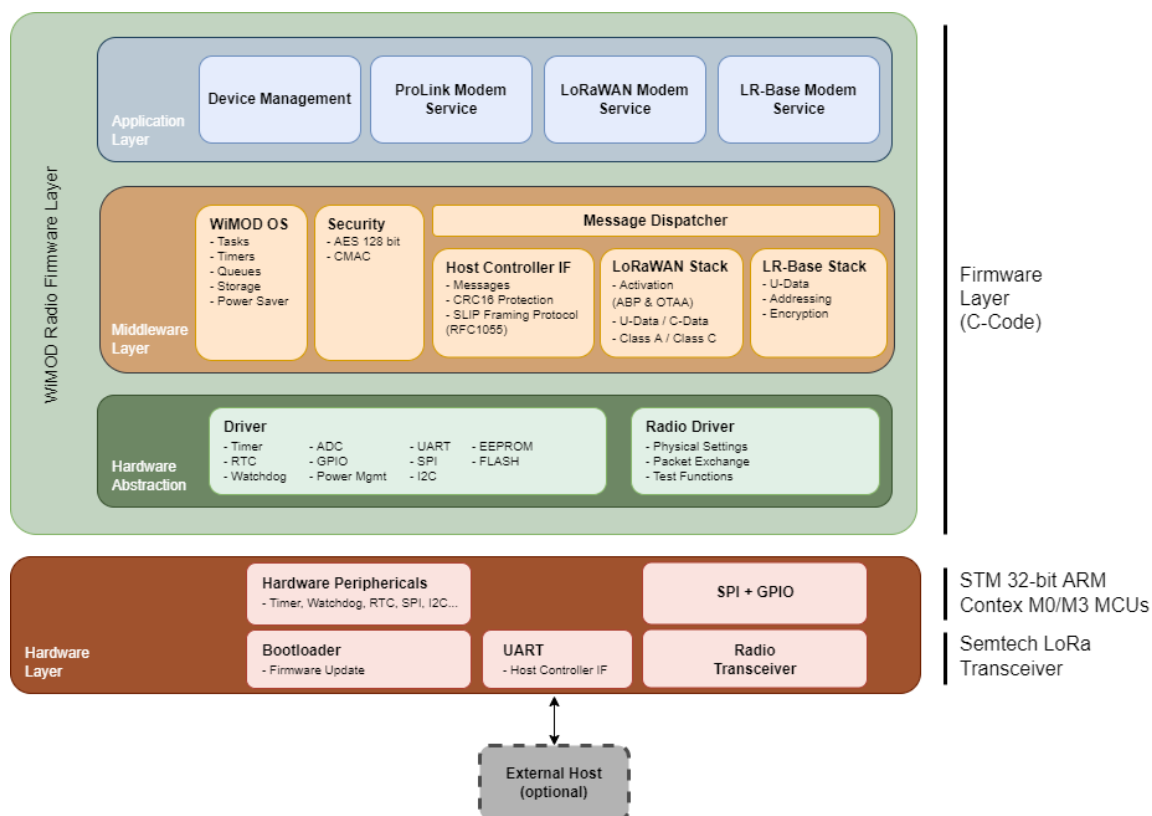 WiMOD Radio Firmware Layer
Application
Layer
Device Management
ProLink Modem
Service
LoRaWAN Modem
Service
LR-Base Modem
Service
Middleware
Layer
WiMOD OS
- Tasks
- Timers
- Queues
- Storage
- Power Saver
Security
- AES 128 bit
- CMAC
Message Dispatcher
Host Controller IF
- Messages
- CRC16 Protection
- SLIP Framing Protocol
(RFC1055)
LoRaWAN Stack
- Activation
(ABP & OTAA)
- U-Data / C-Data
- Class A / Class C
LR-Base Stack
- U-Data
- Addressing
- Encryption
Hardware
Abstraction
Driver
- Timer
- RTC
- Watchdog
- ADC
- GPIO
- Power Mgmt
- UART
- SPI
- I2C
- EEPROM
- FLASH
Radio Driver
- Physical Settings
- Packet Exchange
- Test Functions
Firmware
Layer
(C-Code)
Hardware
Layer
Hardware Periphericals
- Timer, Watchdog, RTC, SPI, I2C...
SPI + GPIO
Bootloader
- Firmware Update
UART
- Host Controller IF
Radio
Transceiver
STM 32-bit ARM
Contex M0/M3 MCUs
Semtech LoRa
Transceiver
External Host
(optional)